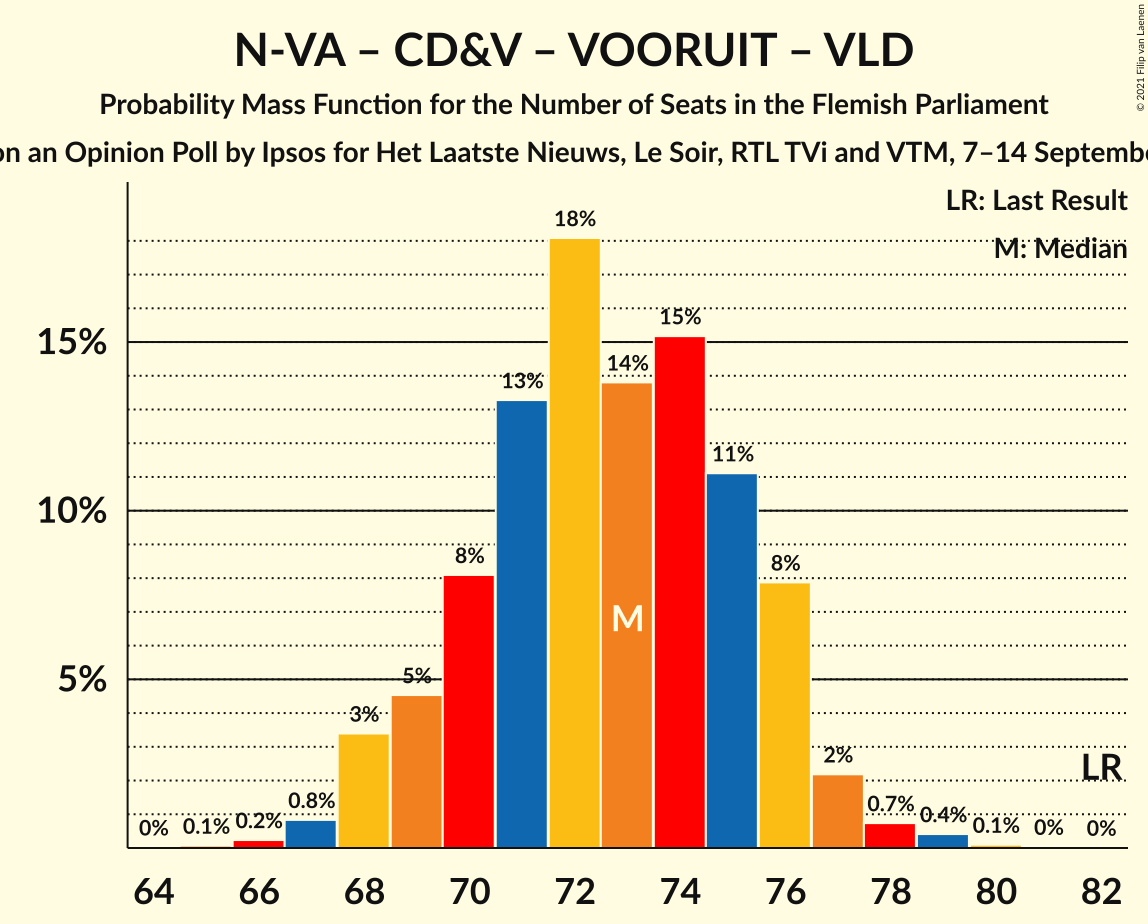 © 2021 Filip van Laenen
N-VA – CD&V – VOORUIT – VLD
Probability Mass Function for the Number of Seats in the Flemish Parliament
on an Opinion Poll by Ipsos for Het Laatste Nieuws, Le Soir, RTL TVi and VTM, 7–14
LR: Last Result
M: Median
18%
15%
15%
14%
13%
11%
10%
8%
8%
M
5%
5%
3%
2%
LR
0.8%
0.7%
0.4%
0.2%
0% 0.1% 0.1% 0% 0%
64 66 68 70 72 74 76 78 80 82